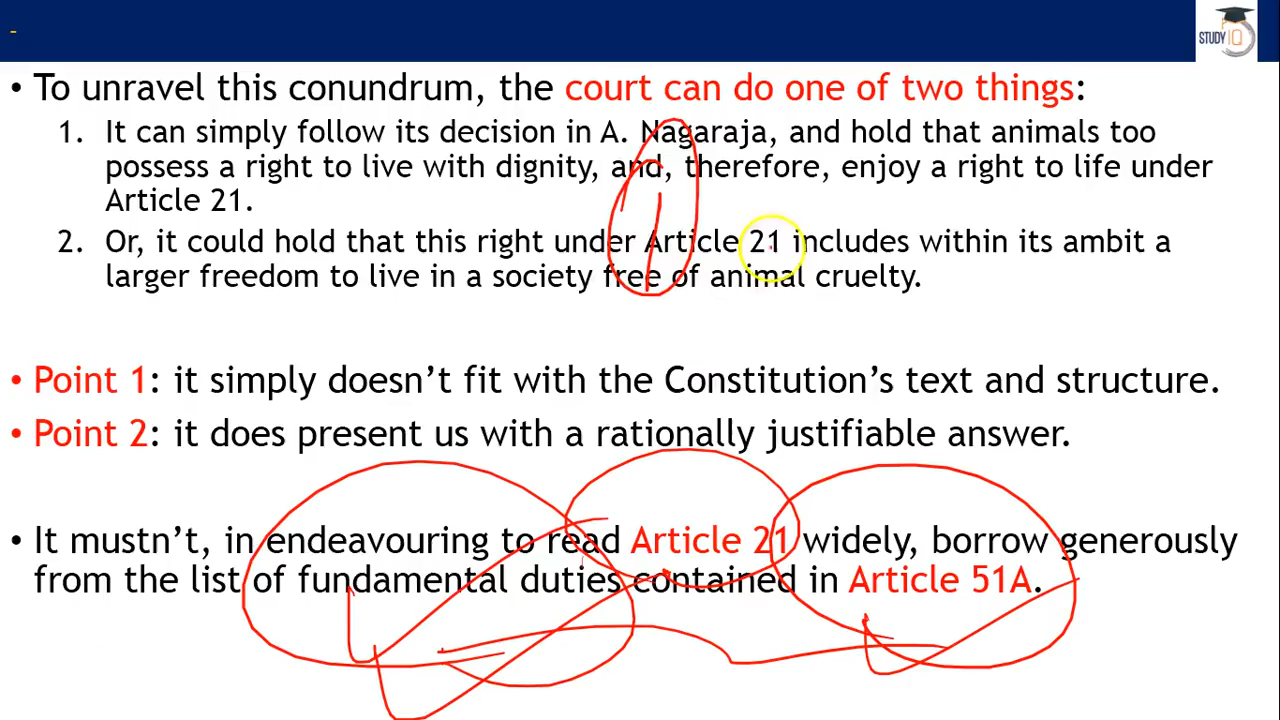 -
STUDY IQ
• To unravel this conundrum, the court can do one of two things:
1. It can simply follow its decision in A. Nagaraja, and hold that animals too
possess a right to live with dignity, and, therefore, enjoy a right to life under
Article 21.
2. Or, it could hold that this right under Article 21 includes within its ambit a
larger freedom to live in a society free of animal cruelty.
• Point 1: it simply doesn’t fit with the Constitution’s text and structure.
• Point 2: it does present us with a rationally justifiable answer.
• It mustn’t, in endeavouring to read Article 21 widely, borrow generously
from the list of fundamental duties contained in Article 51A.